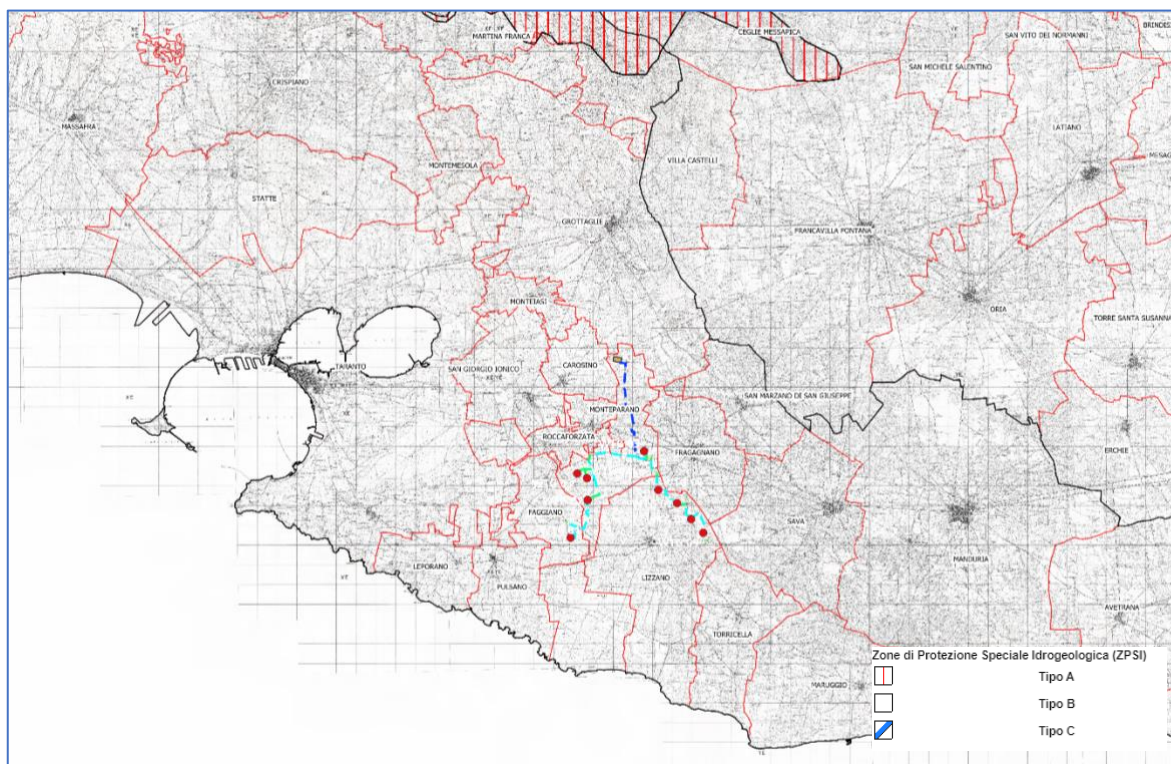 MARTINA FRANCA
CEGLIE MESSAPICA
SAN VITO DEI NORMANNI
BRINDES
SAN MICHELE SALENTINO
CRISPIANO
MASSAFRA
LATIANO
MESAG
MONTEMESOLA
VILLA CASTELLI
STATTE
GROTTAGLIE
FRANCAVILLA FONTANA
MONTEIASI
ORIA
TORRE SANTA SUSANNA
TARANTO
SAN GIORGIO IONICO
CAROSINO
SAN MARZANO DE SAN GIUSEPPE
MONTEPARANO
ROCCAFORZATA
FRAGAGNANO
ERCHIE
FAGGIANO
SAVA
MANDURIA
LEPORANO
PULSANO
LIZZANO
AVETRANA
TORRICELLA
MARUGGIO
Zone di Protezione Speciale Idrogeologica (ZPSI)
Tipo A
Tipo B
Tipo C